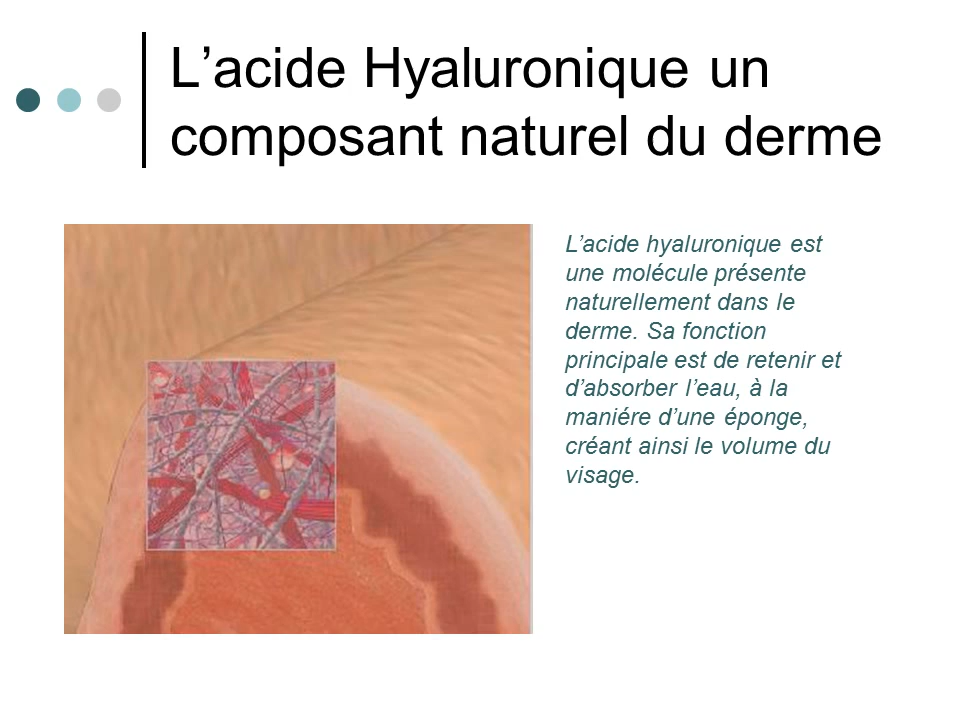 L’acide Hyaluronique un
composant naturel du derme
L’acide hyaluronique est
une molécule présente
naturellement dans le
derme. Sa fonction
principale est de retenir et
d’absorber l’eau, à la
maniére d’une éponge,
créant ainsi le volume du
visage.